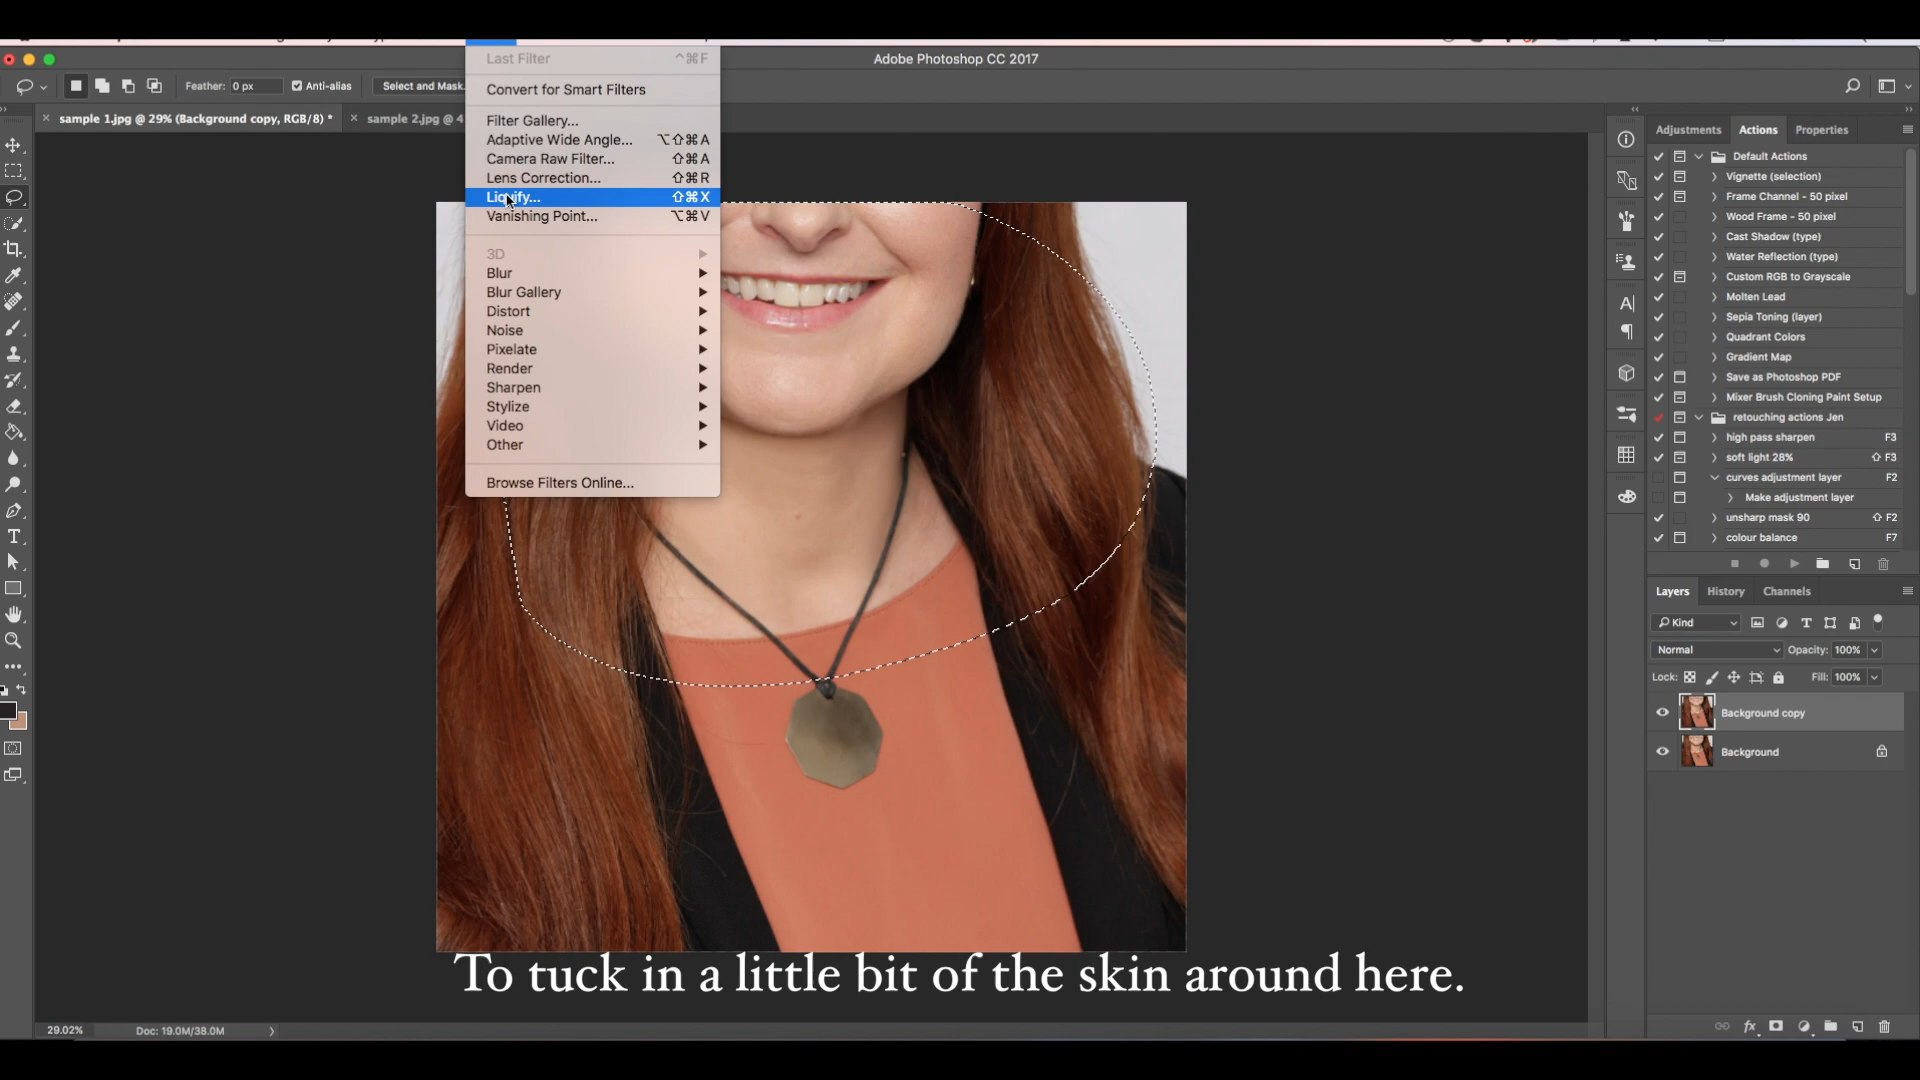 Adobe Photoshop CC 2017
Feather: 0 px
Anti-alias
Select and Mask.
sample 1.jpg @ 29% (Background copy, RGB/8) *
sample 2.jpg @ 4
Last Filter ^⌘F
Convert for Smart Filters
Filter Gallery...
Adaptive Wide Angle... ⌥⇧⌘A
Camera Raw Filter... ⇧⌘A
Lens Correction... ⇧⌘R
Liquify... ⇧⌘X
Vanishing Point... ⌥⌘V
3D
Blur
Blur Gallery
Distort
Noise
Pixelate
Render
Sharpen
Stylize
Video
Other
Browse Filters Online...
Adjustments Actions Properties
Default Actions
Vignette (selection)
Frame Channel - 50 pixel
Wood Frame - 50 pixel
Cast Shadow (type)
Water Reflection (type)
Custom RGB to Grayscale
Molten Lead
Sepia Toning (layer)
Quadrant Colors
Gradient Map
Save as Photoshop PDF
Mixer Brush Cloning Paint Setup
retouching actions Jen
high pass sharpen F3
soft light 28% ⇧ F3
curves adjustment layer F2
Make adjustment layer
unsharp mask 90 ⇧ F2
colour balance F7
Layers History Channels
Kind
Normal Opacity: 100%
Lock: Fill: 100%
Background copy
Background
To tuck in a little bit of the skin around here.
29.02% Doc: 19.0M/38.0M